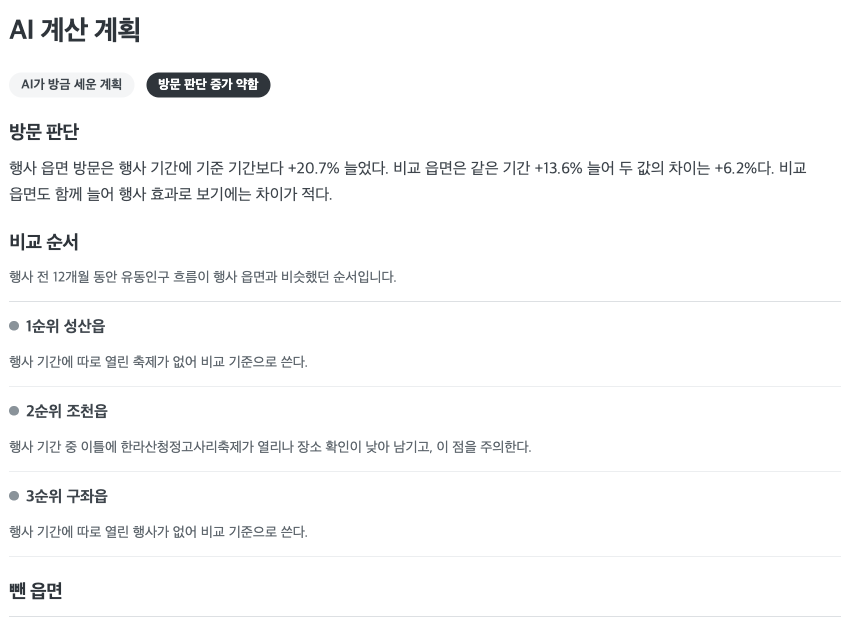 AI 계산 계획
AI가 방금 세운 계획
방문 판단 증가 약함
방문 판단
행사 읍면 방문은 행사 기간에 기준 기간보다 +20.7% 늘었다. 비교 읍면은 같은 기간 +13.6% 늘어 두 값의 차이는 +6.2%다. 비교
읍면도 함께 늘어 행사 효과로 보기에는 차이가 적다.
비교 순서
행사 전 12개월 동안 유동인구 흐름이 행사 읍면과 비슷했던 순서입니다.
1순위 성산읍
행사 기간에 따로 열린 축제가 없어 비교 기준으로 쓴다.
2순위 조천읍
행사 기간 중 이틀에 한라산청정고사리축제가 열리나 장소 확인이 낮아 남기고, 이 점을 주의한다.
3순위 구좌읍
행사 기간에 따로 열린 행사가 없어 비교 기준으로 쓴다.
뺀 읍면